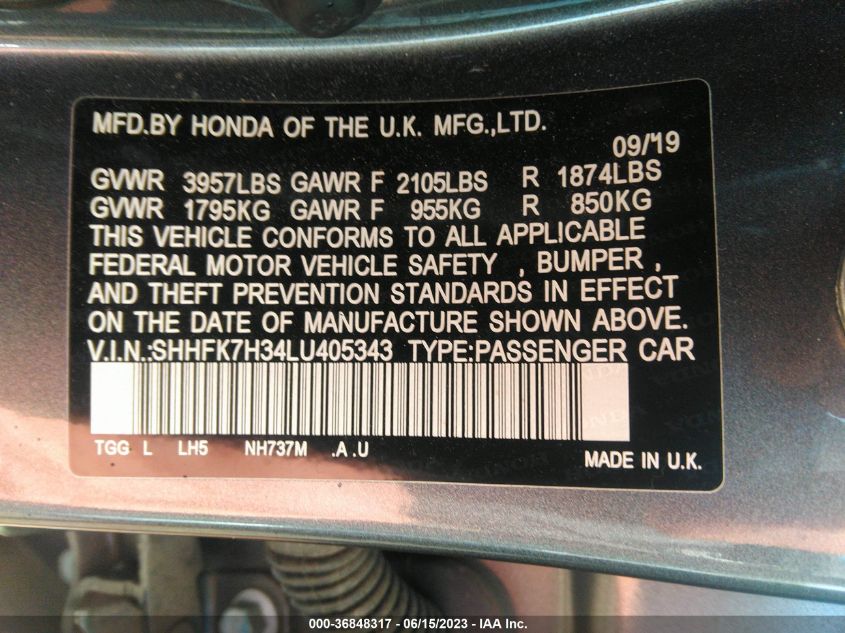 MFD.BY HONDA OF THE U.K. MFG.,LTD.
09/'19
GVWR 3957LBS GAWR F 2105LBS R 1874LBS
GVWR 1795KG GAWR F 955KG R 850KG
THIS VEHICLE CONFORMS TO ALL APPLICABLE
FEDERAL MOTOR VEHICLE SAFETY , BUMPER ,
AND THEFT PREVENTION STANDARDS IN EFFECT
ON THE DATE OF MANUFACTURE SHOWN ABOVE.
V.I.N.:SHHFK7H34LU405343 TYPE:PASSENGER CAR
TGG L LH5 NH737M .A .U
MADE IN U.K.
000-36848317 - 06/15/2023 - IAA Inc.